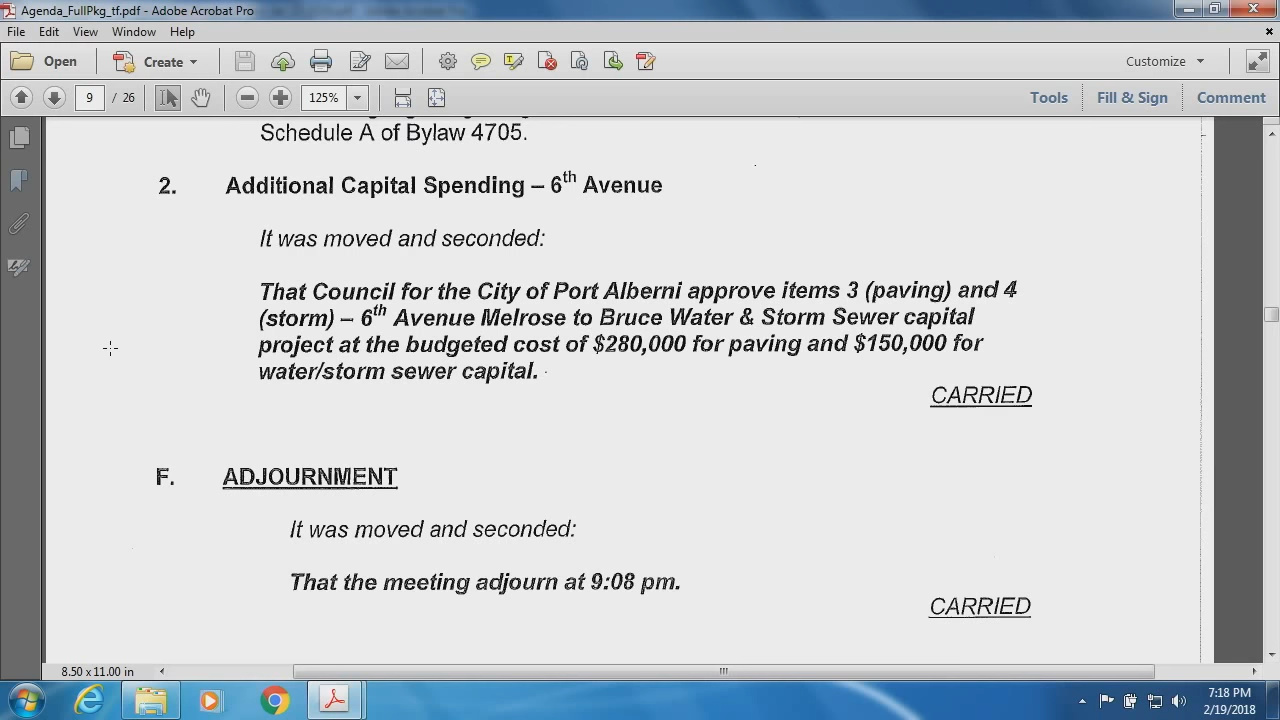 Agenda_FullPkg_tf.pdf - Adobe Acrobat Pro
File Edit View Window Help
Open Create Customize
9 / 26 125% Tools Fill & Sign Comment
Schedule A of Bylaw 4705.
2. Additional Capital Spending – 6th Avenue
It was moved and seconded:
That Council for the City of Port Alberni approve items 3 (paving) and 4
(storm) – 6th Avenue Melrose to Bruce Water & Storm Sewer capital
project at the budgeted cost of $280,000 for paving and $150,000 for
water/storm sewer capital.
CARRIED
F. ADJOURNMENT
It was moved and seconded:
That the meeting adjourn at 9:08 pm.
CARRIED
8.50 x 11.00 in
7:18 PM
2/19/2018